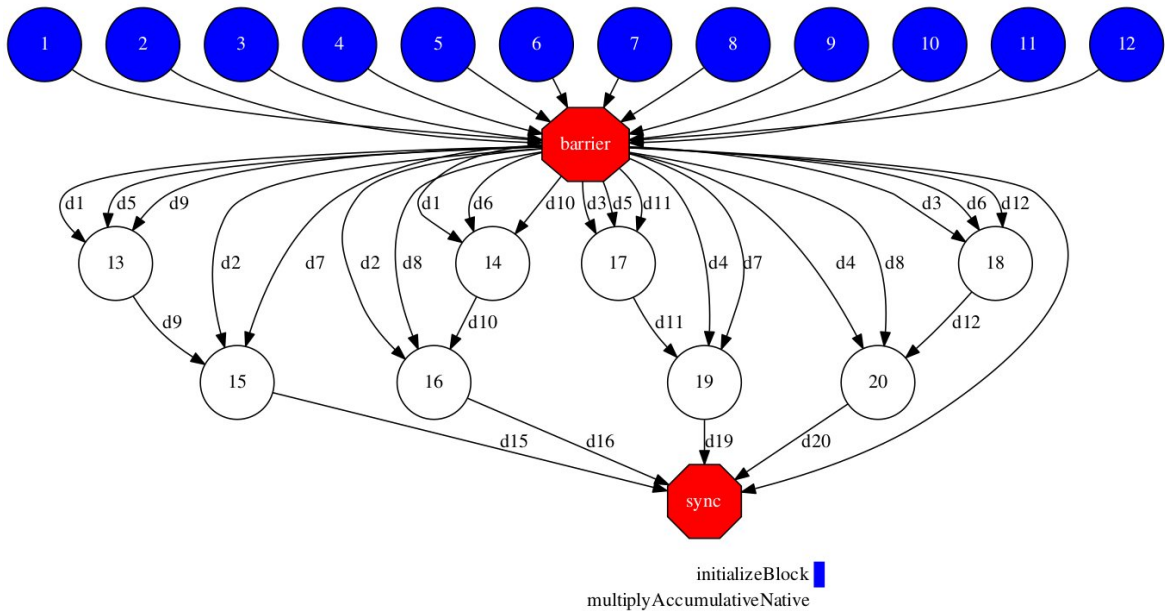 1 2 3 4 5 6 7 8 9 10 11 12
barrier
d1 d5 d9 d1 d6 d10 d3 d5 d11 d3 d6 d12
13 d2 d7 d2 d8 14 17 d4 d7 d4 d8 18
d9 d10 d11 d12
15 16 19 20
d15 d16 d19 d20
sync
initializeBlock
multiplyAccumulativeNative